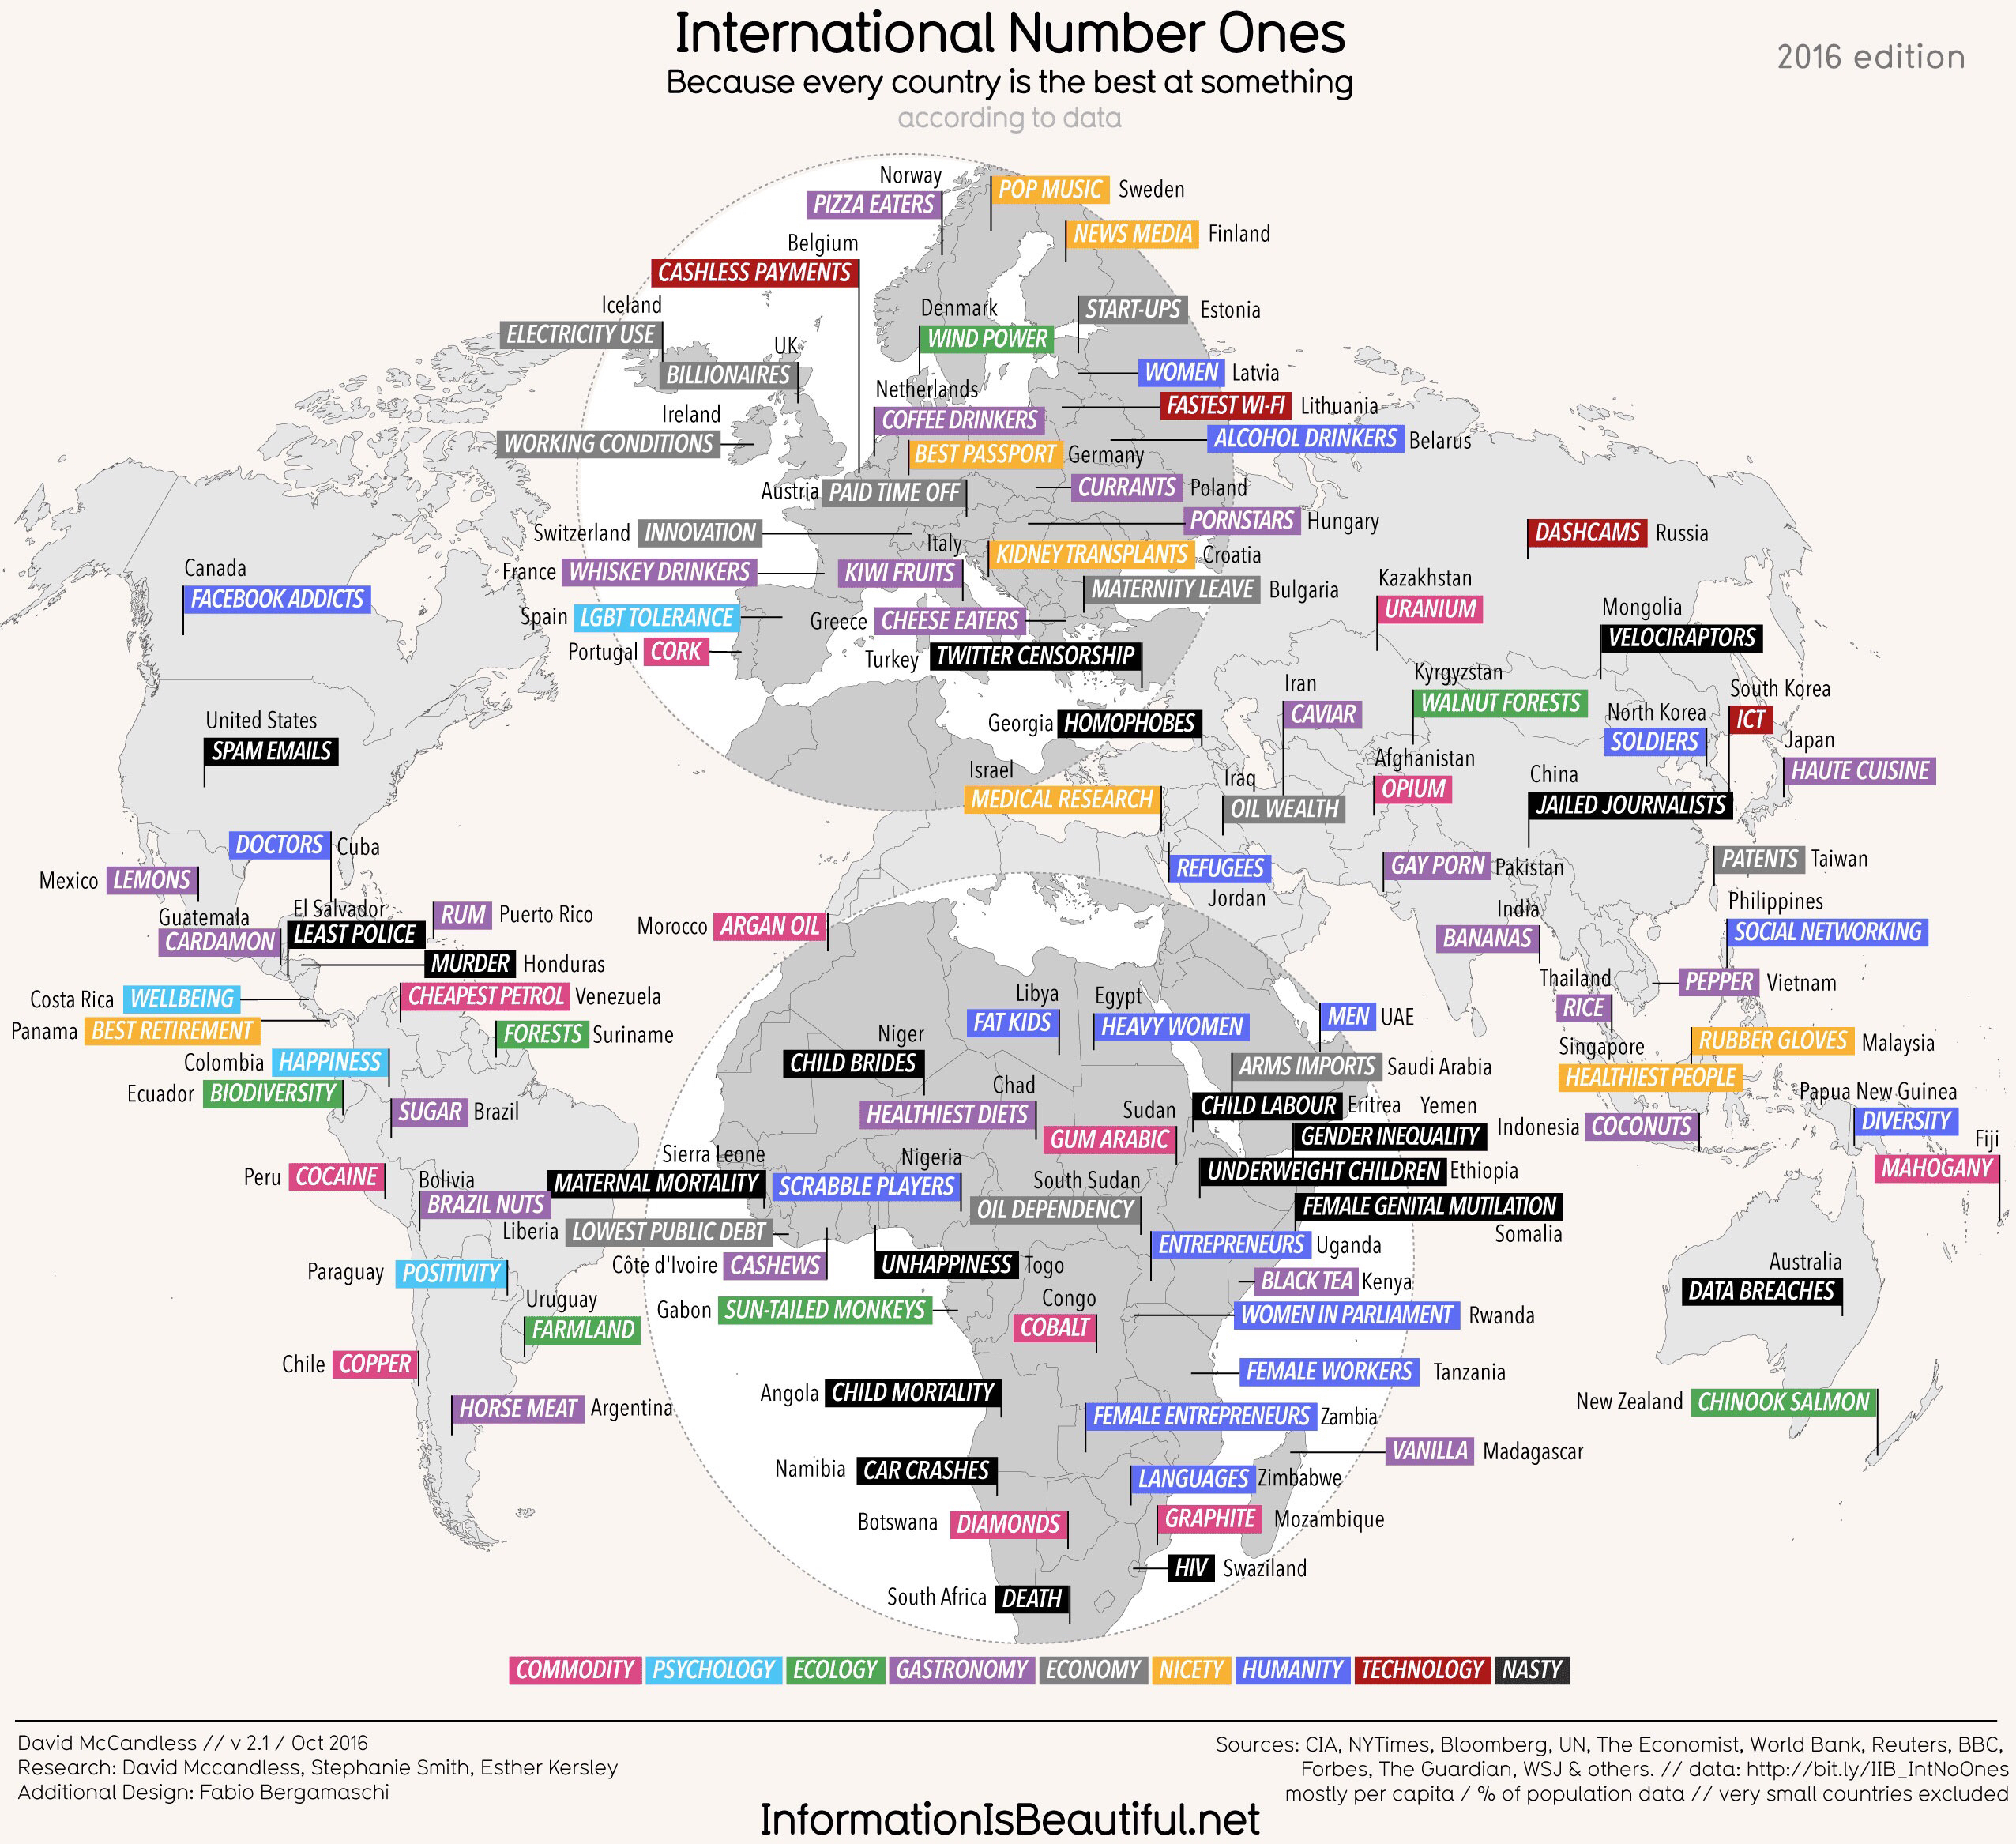 International Number Ones
Because every country is the best at something
according to data
2016 edition
Norway
PIZZA EATERS
POP MUSIC Sweden
NEWS MEDIA Finland
Belgium
CASHLESS PAYMENTS
Iceland
ELECTRICITY USE
Denmark
WIND POWER
START-UPS Estonia
UK
BILLIONAIRES
WOMEN Latvia
Netherlands
COFFEE DRINKERS
FASTEST WI-FI Lithuania
Ireland
WORKING CONDITIONS
ALCOHOL DRINKERS Belarus
BEST PASSPORT Germany
Austria PAID TIME OFF
CURRANTS Poland
Switzerland INNOVATION
PORNSTARS Hungary
DASHCAMS Russia
Italy
KIWI FRUITS
KIDNEY TRANSPLANTS Croatia
France WHISKEY DRINKERS
MATERNITY LEAVE Bulgaria
Canada
FACEBOOK ADDICTS
Kazakhstan
URANIUM
Spain LGBT TOLERANCE
Greece CHEESE EATERS
Mongolia
VELOCIRAPTORS
Portugal CORK
Turkey TWITTER CENSORSHIP
Kyrgyzstan
WALNUT FORESTS
Iran
CAVIAR
South Korea
ICT
United States
SPAM EMAILS
Georgia HOMOPHOBES
North Korea
SOLDIERS
Japan
HAUTE CUISINE
Israel
MEDICAL RESEARCH
Iraq
OIL WEALTH
Afghanistan
OPIUM
China
JAILED JOURNALISTS
DOCTORS Cuba
Mexico LEMONS
REFUGEES
Jordan
GAY PORN Pakistan
PATENTS Taiwan
Guatemala
CARDAMON
El Salvador
LEAST POLICE
RUM Puerto Rico
Morocco ARGAN OIL
India
BANANAS
Philippines
SOCIAL NETWORKING
MURDER Honduras
Costa Rica WELLBEING
CHEAPEST PETROL Venezuela
Thailand
RICE
PEPPER Vietnam
Panama BEST RETIREMENT
FORESTS Suriname
Libya
FAT KIDS
Egypt
HEAVY WOMEN
MEN UAE
Niger
CHILD BRIDES
Singapore
HEALTHIEST PEOPLE
RUBBER GLOVES Malaysia
Colombia HAPPINESS
ARMS IMPORTS Saudi Arabia
Ecuador BIODIVERSITY
SUGAR Brazil
Chad
HEALTHIEST DIETS
Sudan
GUM ARABIC
CHILD LABOUR Eritrea
Yemen
GENDER INEQUALITY
Indonesia COCONUTS
Papua New Guinea
DIVERSITY
Fiji
MAHOGANY
Peru COCAINE
Bolivia
BRAZIL NUTS
Sierra Leone
MATERNAL MORTALITY
Nigeria
SCRABBLE PLAYERS
South Sudan
OIL DEPENDENCY
UNDERWEIGHT CHILDREN Ethiopia
FEMALE GENITAL MUTILATION
Somalia
Liberia LOWEST PUBLIC DEBT
Côte d'Ivoire CASHEWS
UNHAPPINESS Togo
ENTREPRENEURS Uganda
BLACK TEA Kenya
Paraguay POSITIVITY
Australia
DATA BREACHES
Uruguay
FARMLAND
Gabon SUN-TAILED MONKEYS
Congo
COBALT
WOMEN IN PARLIAMENT Rwanda
Chile COPPER
FEMALE WORKERS Tanzania
Angola CHILD MORTALITY
New Zealand CHINOOK SALMON
HORSE MEAT Argentina
FEMALE ENTREPRENEURS Zambia
VANILLA Madagascar
Namibia CAR CRASHES
LANGUAGES Zimbabwe
Botswana DIAMONDS
GRAPHITE Mozambique
HIV Swaziland
South Africa DEATH
COMMODITY PSYCHOLOGY ECOLOGY GASTRONOMY ECONOMY NICETY HUMANITY TECHNOLOGY NASTY
David McCandless // v 2.1 / Oct 2016
Research: David Mccandless, Stephanie Smith, Esther Kersley
Additional Design: Fabio Bergamaschi
Sources: CIA, NYTimes, Bloomberg, UN, The Economist, World Bank, Reuters, BBC,
Forbes, The Guardian, WSJ & others. // data: http://bit.ly/IIB_IntNoOnes
mostly per capita / % of population data // very small countries excluded
InformationIsBeautiful.net